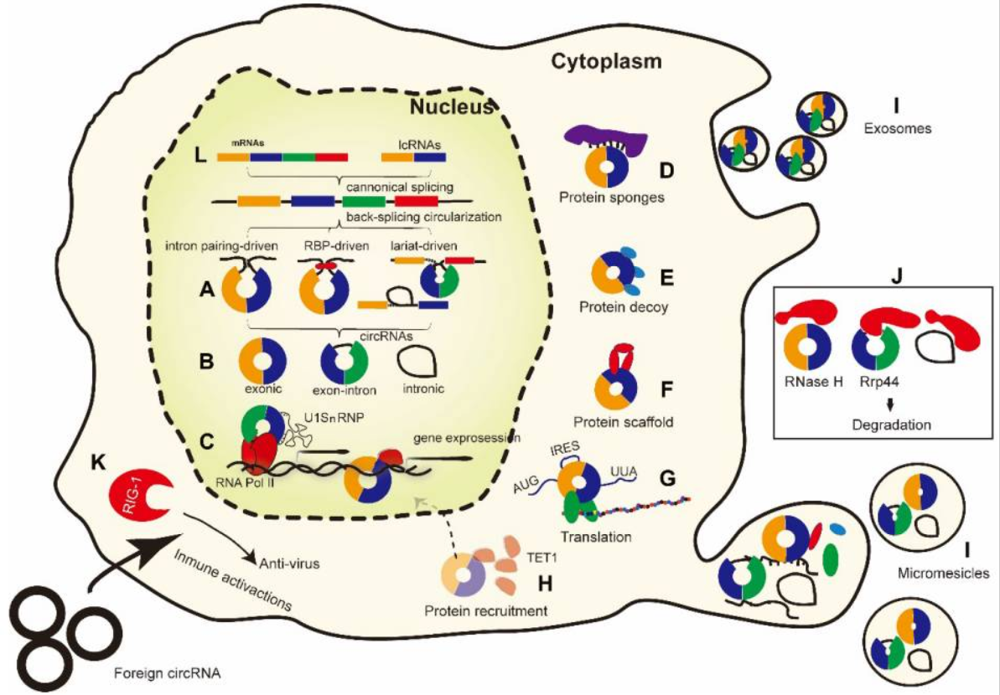 Cytoplasm
Nucleus
L
mRNAs
lcRNAs
cannonical splicing
back-splicing circularization
intron pairing-driven
RBP-driven
lariat-driven
A
circRNAs
B
exonic
exon-intron
intronic
C
U1SnRNP
gene exprosession
RNA Pol II
D
Protein sponges
E
Protein decoy
F
Protein scaffold
IRES
AUG
UUA
G
Translation
TET1
H
Protein recruitment
I
Exosomes
J
RNase H
Rrp44
Degradation
I
Micromesicles
K
RIG-1
Anti-virus
Inmune activactions
Foreign circRNA